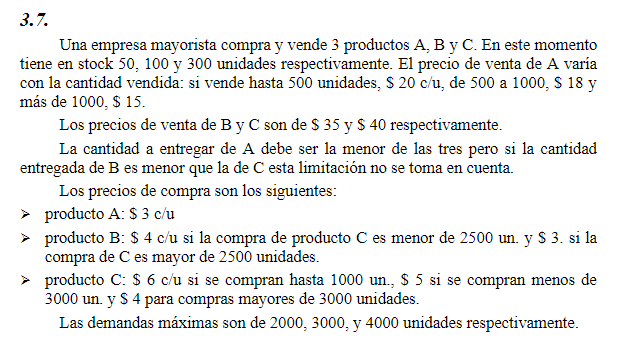 3.7.
Una empresa mayorista compra y vende 3 productos A, B y C. En este momento
tiene en stock 50, 100 y 300 unidades respectivamente. El precio de venta de A varía
con la cantidad vendida: si vende hasta 500 unidades, $ 20 c/u, de 500 a 1000, $ 18 y
más de 1000, $ 15.
Los precios de venta de B y C son de $ 35 y $ 40 respectivamente.
La cantidad a entregar de A debe ser la menor de las tres pero si la cantidad
entregada de B es menor que la de C esta limitación no se toma en cuenta.
Los precios de compra son los siguientes:
➢ producto A: $ 3 c/u
➢ producto B: $ 4 c/u si la compra de producto C es menor de 2500 un. y $ 3. si la
compra de C es mayor de 2500 unidades.
➢ producto C: $ 6 c/u si se compran hasta 1000 un., $ 5 si se compran menos de
3000 un. y $ 4 para compras mayores de 3000 unidades.
Las demandas máximas son de 2000, 3000, y 4000 unidades respectivamente.